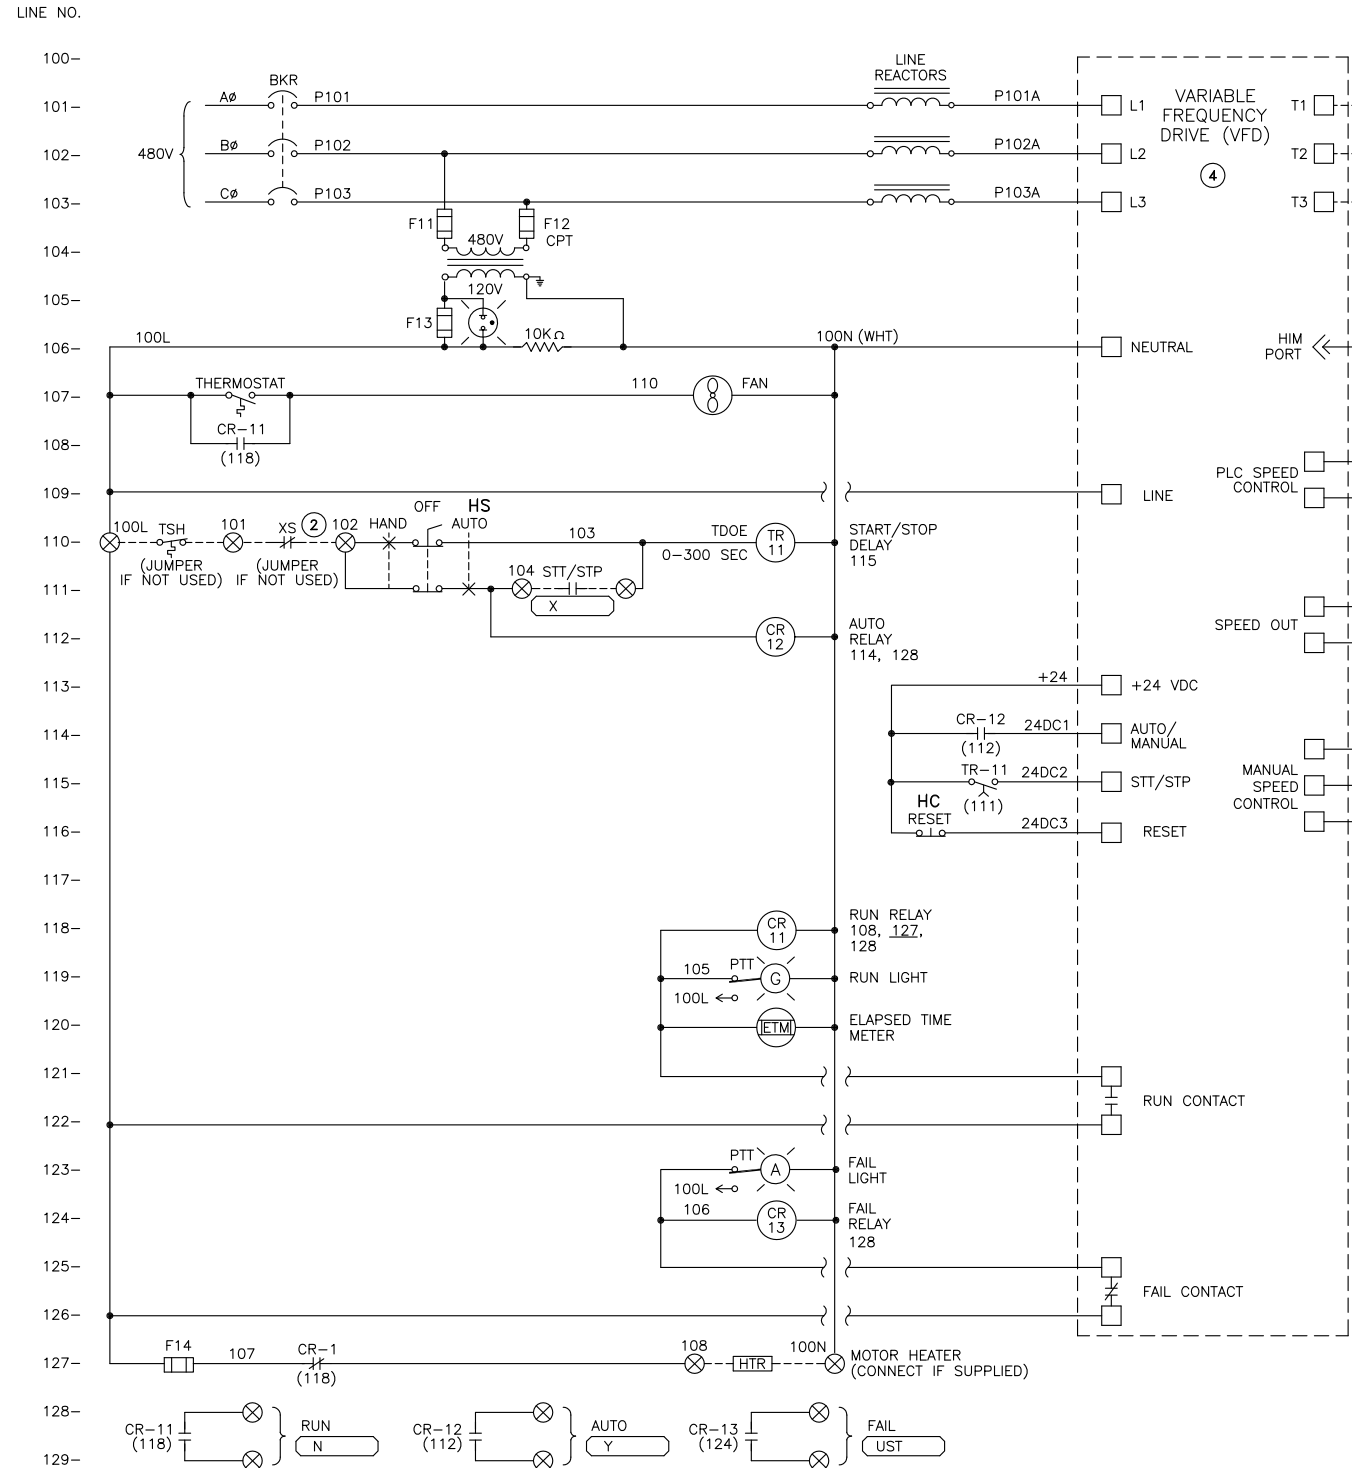 LINE NO.
100-
LINE
REACTORS
BKR
101-
AØ
P101
P101A
L1
VARIABLE
FREQUENCY
DRIVE (VFD)
T1
480V
102-
BØ
P102
P102A
L2
4
T2
103-
CØ
P103
P103A
L3
T3
F11
F12
CPT
480V
104-
120V
105-
F13
10KΩ
106-
100L
100N (WHT)
NEUTRAL
HIM
PORT
107-
THERMOSTAT
110
FAN
CR-11
(118)
108-
PLC SPEED
CONTROL
109-
LINE
OFF
HS
110-
100L
TSH
101
XS
2
102
HAND
AUTO
103
TDOE
0-300 SEC
TR
11
START/STOP
DELAY
115
(JUMPER
IF NOT USED)
(JUMPER
IF NOT USED)
111-
104
STT/STP
X
112-
CR
12
AUTO
RELAY
114, 128
SPEED OUT
113-
+24
+24 VDC
114-
CR-12
(112)
24DC1
AUTO/
MANUAL
115-
TR-11
(111)
24DC2
STT/STP
MANUAL
SPEED
CONTROL
116-
HC
RESET
24DC3
RESET
117-
118-
CR
11
RUN RELAY
108, 127,
128
119-
105
PTT
G
RUN LIGHT
100L
120-
ETM
ELAPSED TIME
METER
121-
RUN CONTACT
122-
123-
PTT
A
FAIL
LIGHT
100L
124-
106
CR
13
FAIL
RELAY
128
125-
FAIL CONTACT
126-
127-
F14
107
CR-1
(118)
108
HTR
100N
MOTOR HEATER
(CONNECT IF SUPPLIED)
128-
CR-11
(118)
RUN
N
CR-12
(112)
AUTO
Y
CR-13
(124)
FAIL
UST
129-